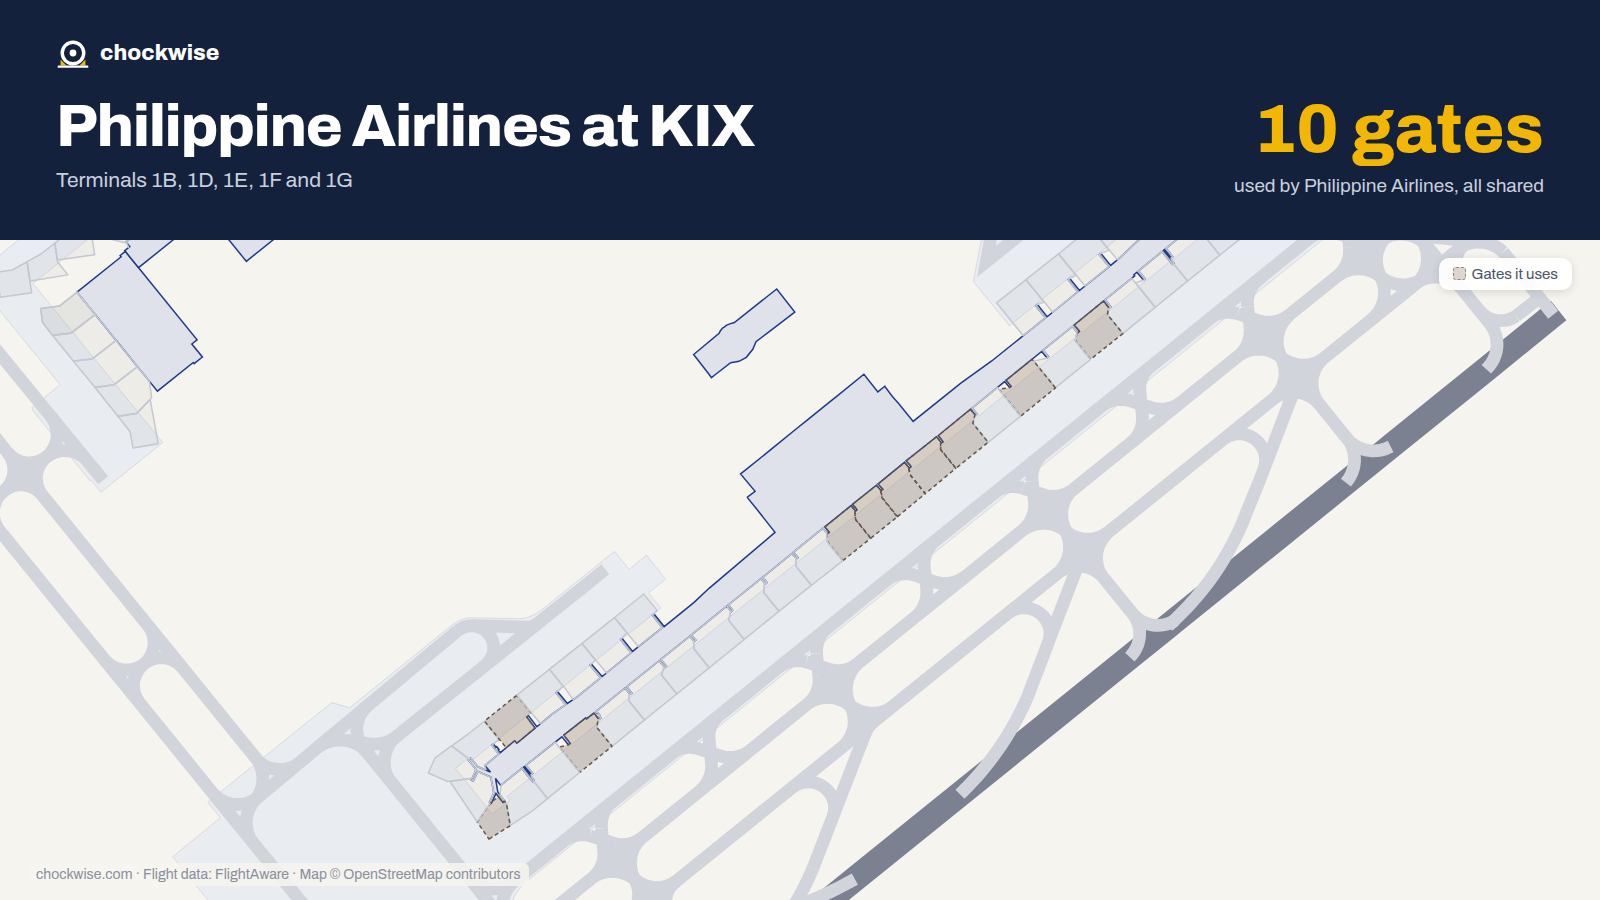 chockwise
Philippine Airlines at KIX
Terminals 1B, 1D, 1E, 1F and 1G
10 gates
used by Philippine Airlines, all shared
Gates it uses
chockwise.com · Flight data: FlightAware · Map © OpenStreetMap contributors